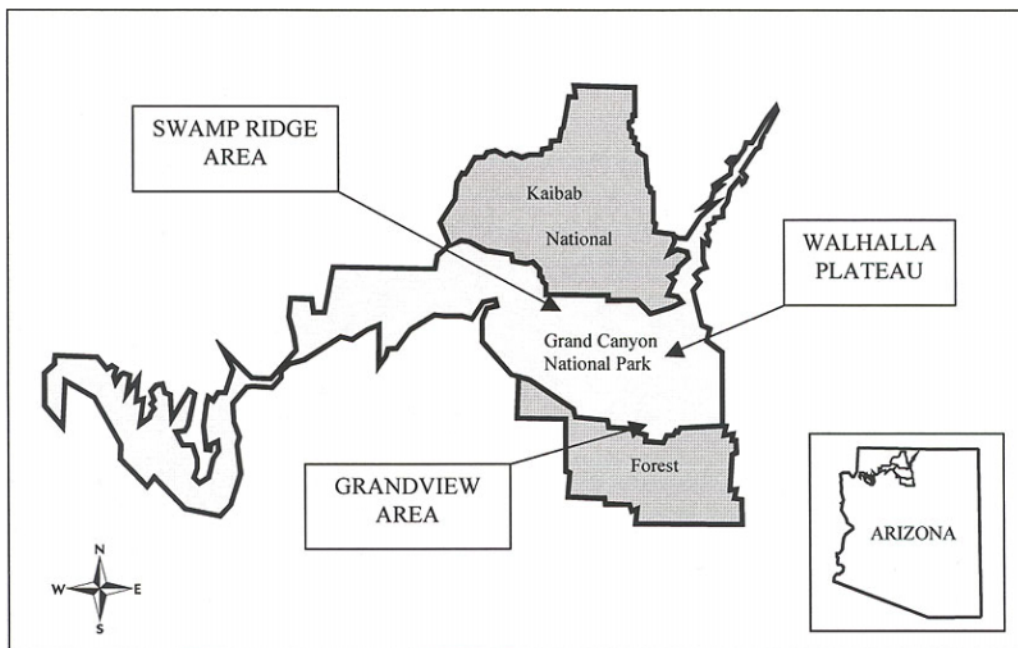 SWAMP RIDGE
AREA
Kaibab
National
WALHALLA
PLATEAU
Grand Canyon
National Park
Forest
GRANDVIEW
AREA
ARIZONA
N
W
E
S